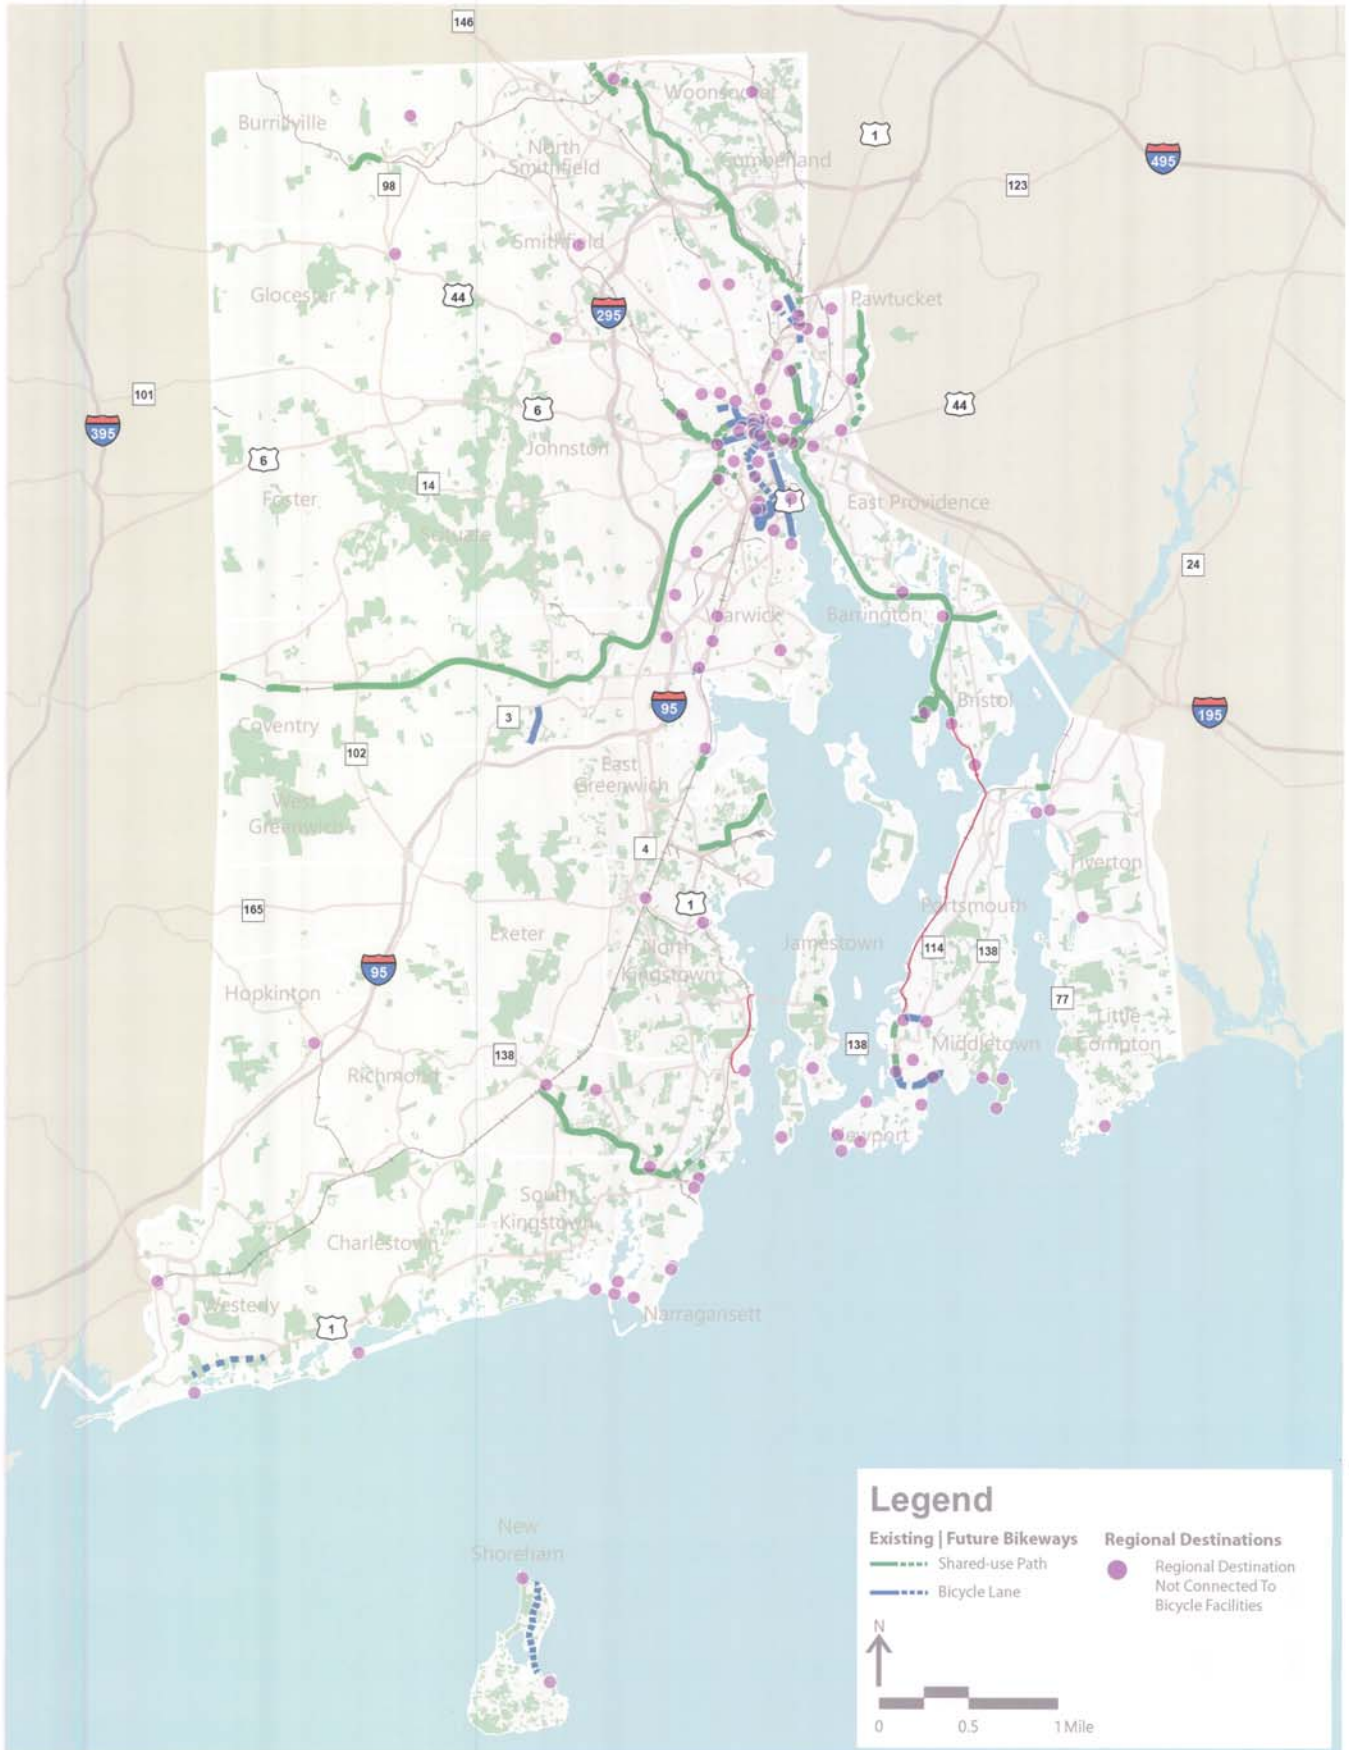 146
Woonsocket
Burrillville
1
North
Smithfield
Cumberland
495
98
123
Smithfield
Glocester
44
295
Pawtucket
101
6
44
395
6
Johnston
14
Foster
1
East Providence
Scituate
24
Warwick
Barrington
95
Bristol
195
3
Coventry
102
East
Greenwich
West
Greenwich
4
Tiverton
165
1
Portsmouth
Exeter
North
Kingstown
Jamestown
114
138
95
Hopkinton
77
Little
Compton
138
138
Middletown
Richmond
Newport
South
Kingstown
Charlestown
Westerly
1
Narragansett
New
Shoreham
Legend
Existing | Future Bikeways
Shared-use Path
Bicycle Lane
Regional Destinations
Regional Destination
Not Connected To
Bicycle Facilities
N
0 0.5 1 Mile